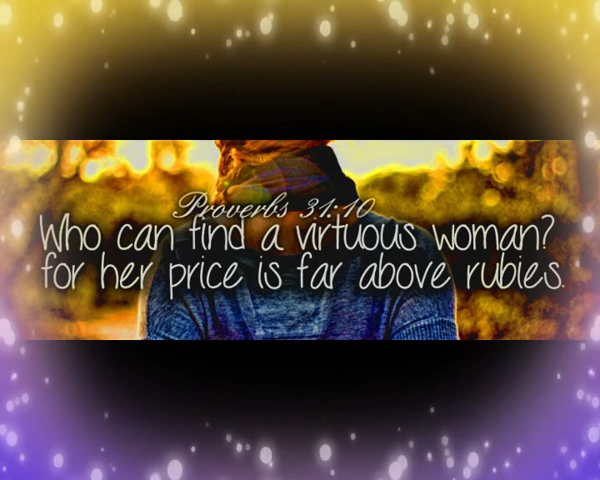 Proverbs 31:10
Who can find a virtuous woman?
for her price is far above rubies.